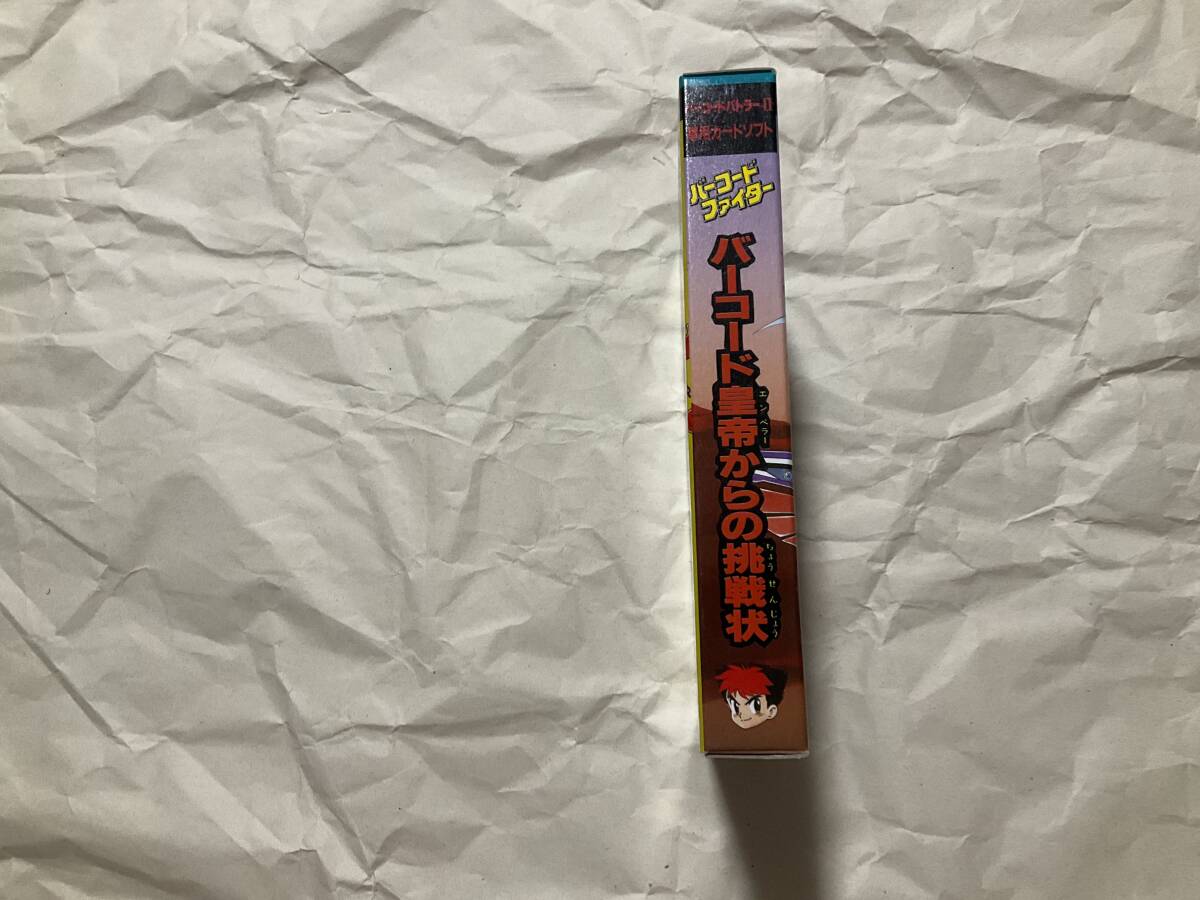 バーコードバトラーII
専用カードソフト
バーコード
ファイター
バーコード皇帝からの挑戦状
エンペラー
ちょうせんじょう